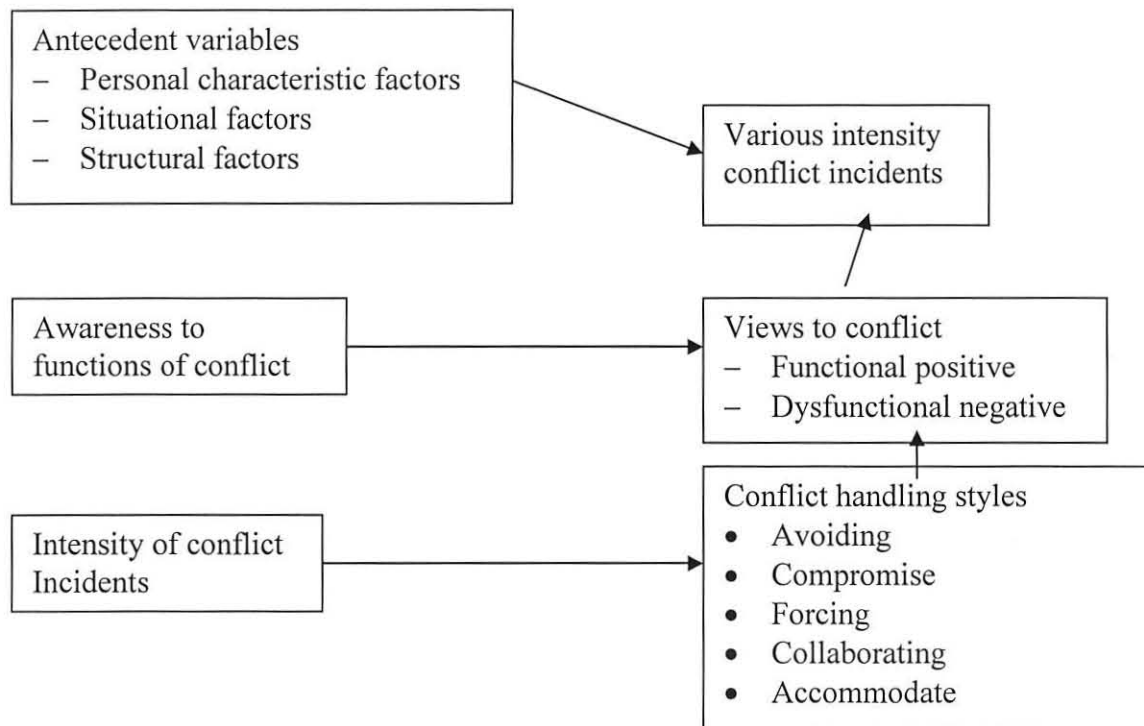 Antecedent variables
– Personal characteristic factors
– Situational factors
– Structural factors
Various intensity
conflict incidents
Awareness to
functions of conflict
Views to conflict
– Functional positive
– Dysfunctional negative
Intensity of conflict
Incidents
Conflict handling styles
• Avoiding
• Compromise
• Forcing
• Collaborating
• Accommodate